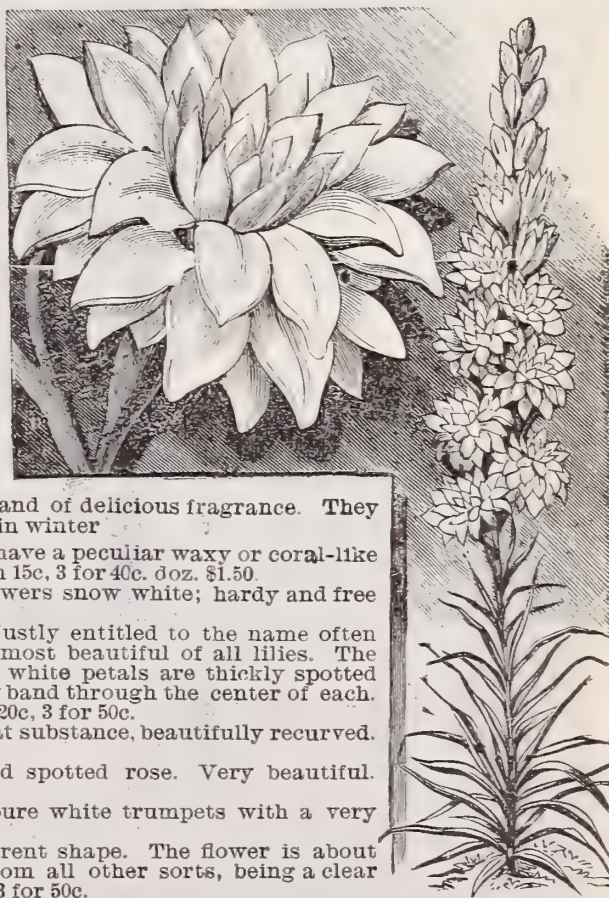 and of delicious fragrance. They
in winter
have a peculiar waxy or coral-like
15c, 3 for 40c. doz. $1.50.
wers snow white; hardy and free
ustly entitled to the name often
most beautiful of all lilies. The
white petals are thickly spotted
band through the center of each.
20c, 3 for 50c.
at substance, beautifully recurved.
d spotted rose. Very beautiful.
ure white trumpets with a very
rent shape. The flower is about
om all other sorts, being a clear
3 for 50c.